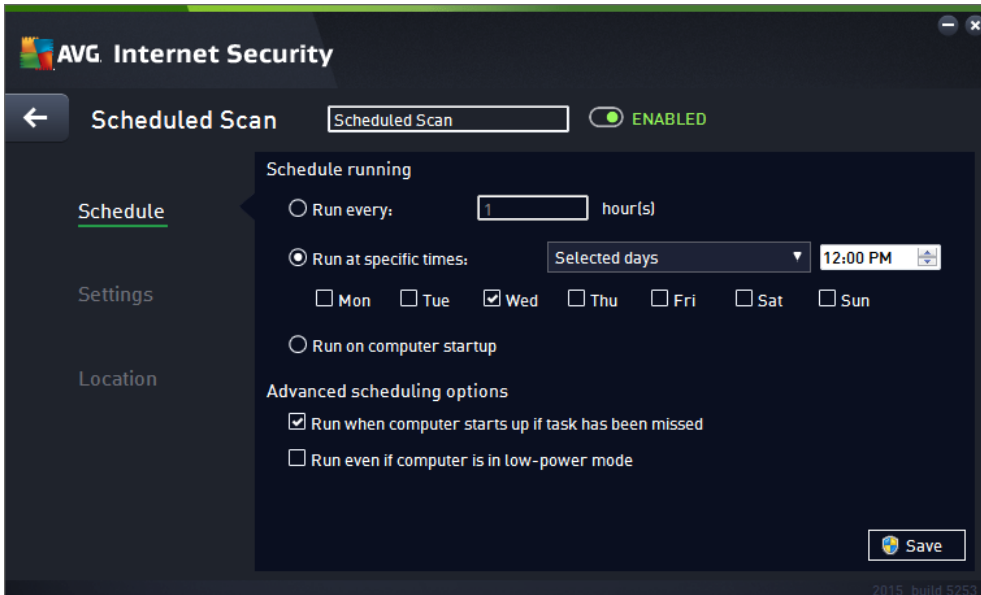 AVG. Internet Security
Scheduled Scan
Scheduled Scan
ENABLED
Schedule
Settings
Location
Schedule running
Run every:
1
hour(s)
Run at specific times:
Selected days
12:00 PM
Mon Tue Wed Thu Fri Sat Sun
Run on computer startup
Advanced scheduling options
Run when computer starts up if task has been missed
Run even if computer is in low-power mode
Save
2015 build 5253